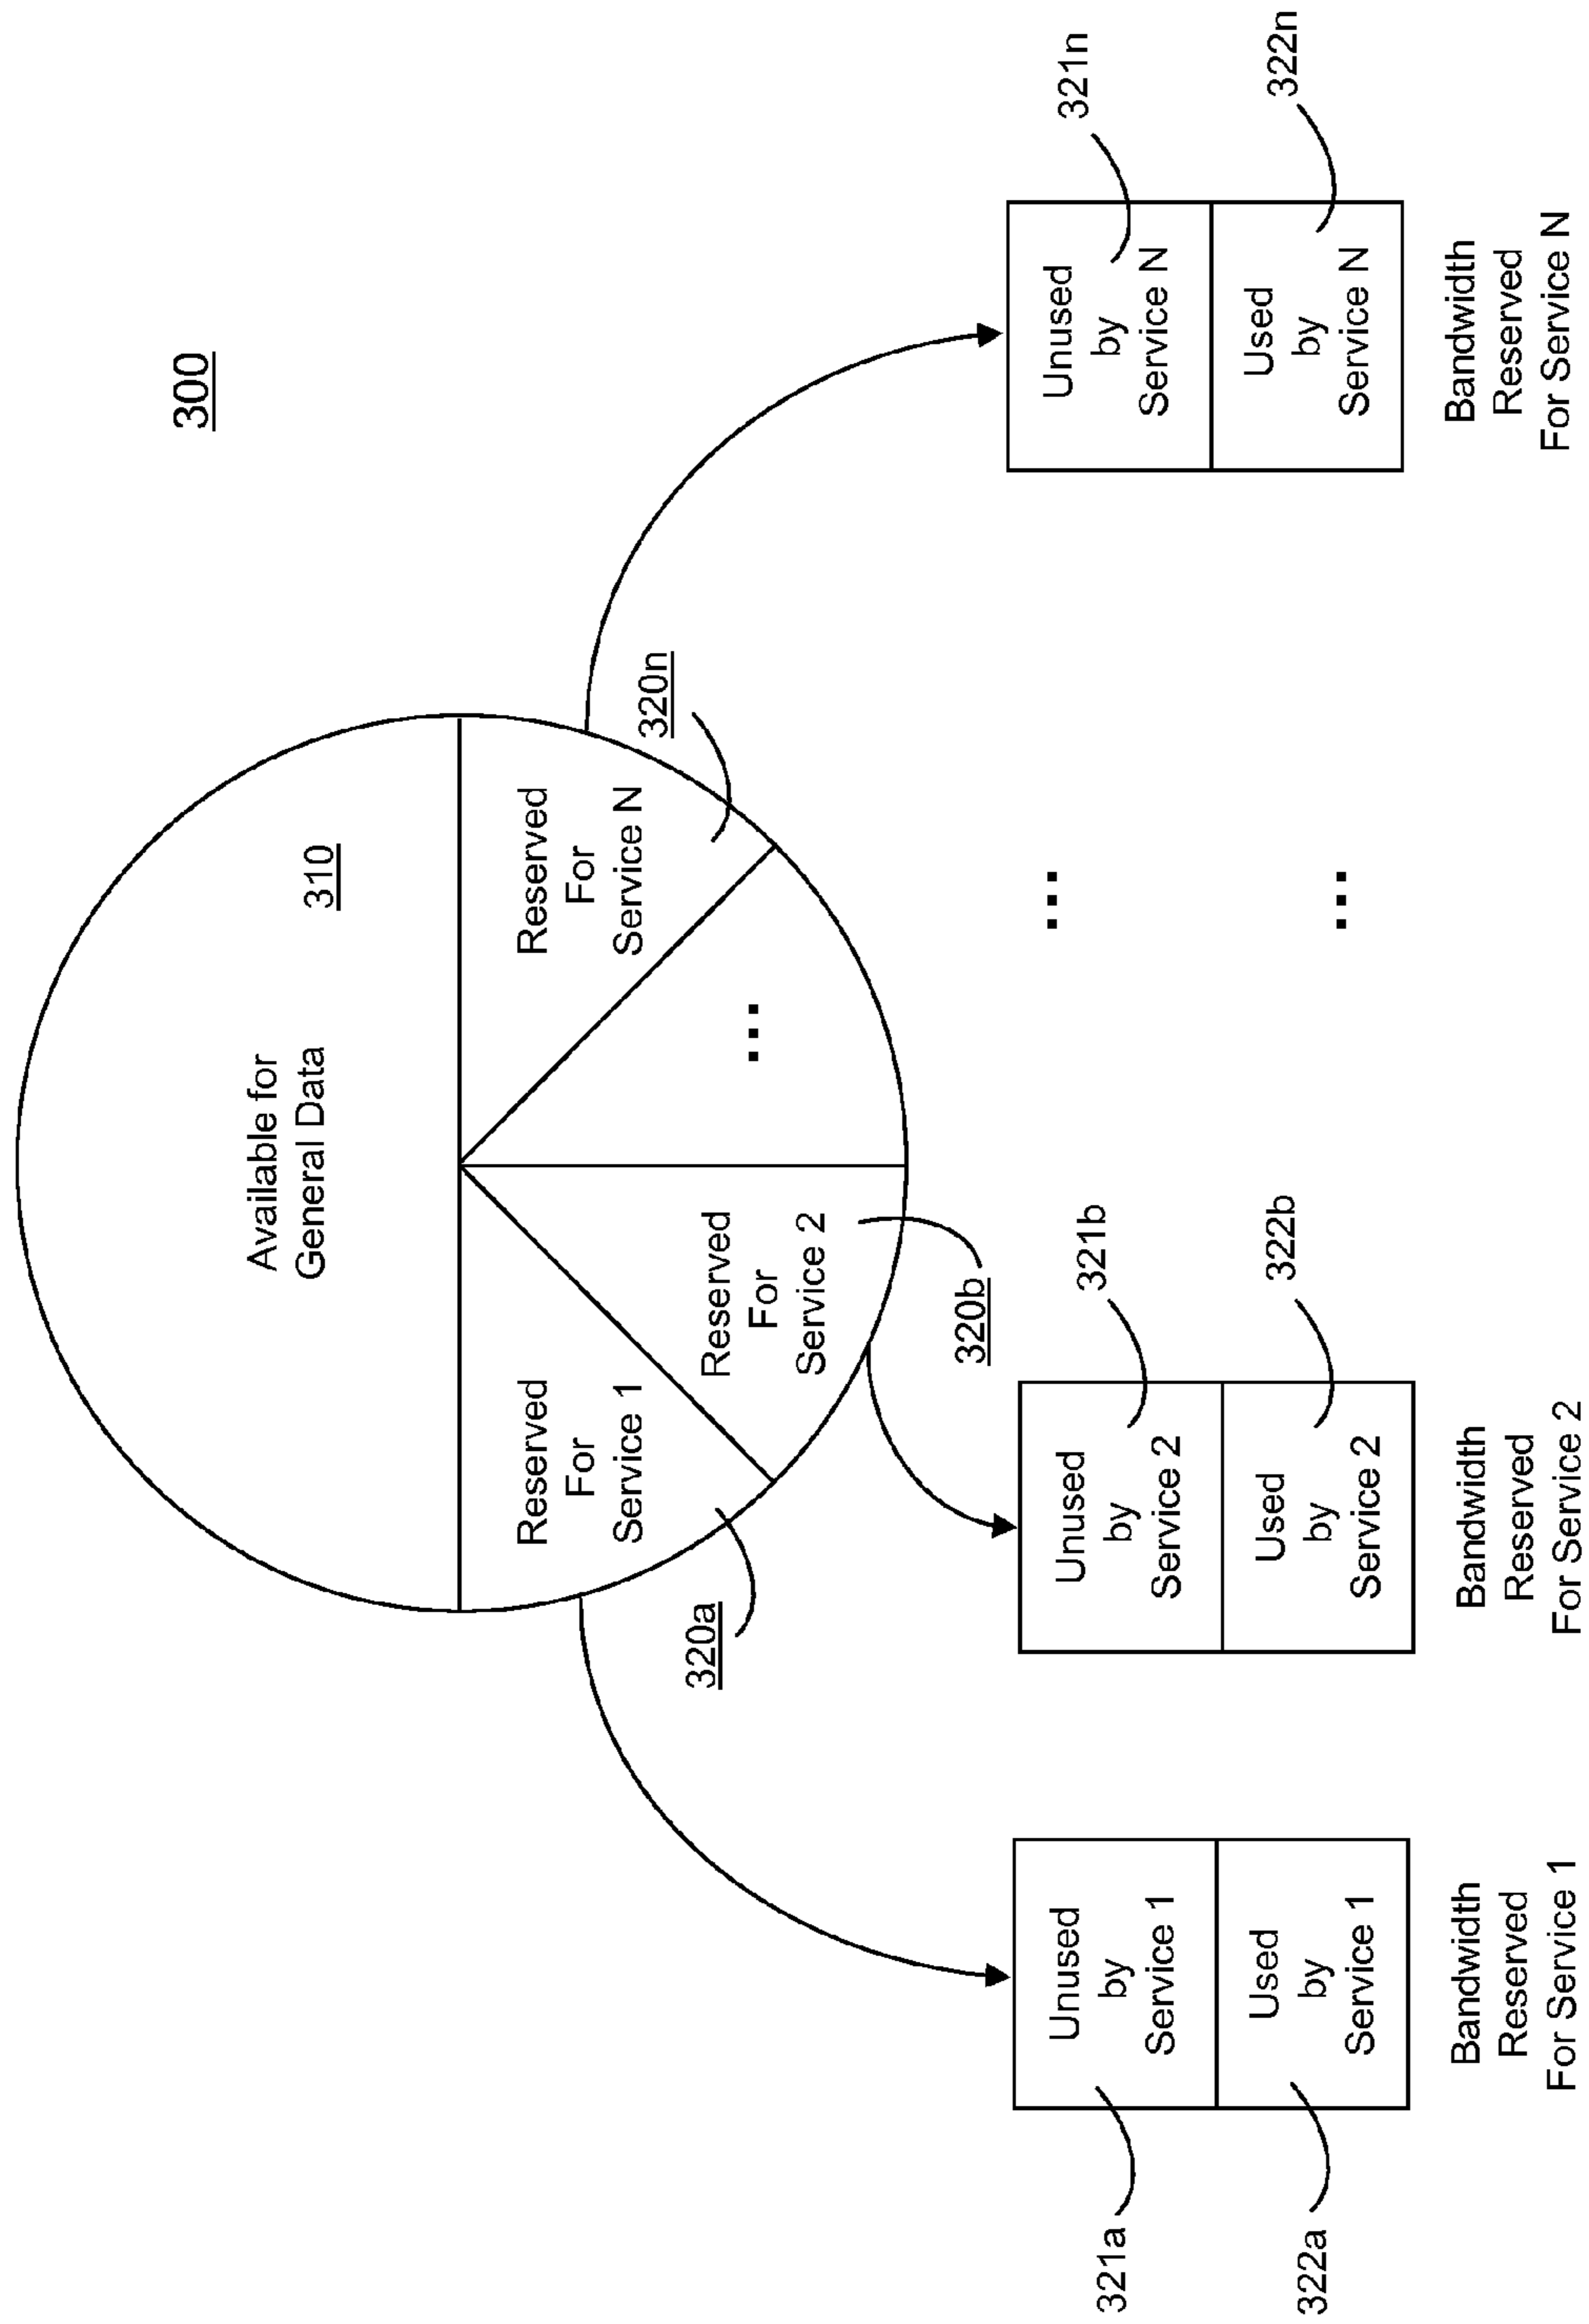 300
Available for
General Data
310
Reserved
For
Service 1
320a
Reserved
For
Service 2
320b
...
Reserved
For
Service N
320n
321a
Unused
by
Service 1
322a
Used
by
Service 1
Bandwidth
Reserved
For Service 1
Unused
by
Service 2
321b
Used
by
Service 2
322b
Bandwidth
Reserved
For Service 2
...
...
Unused
by
Service N
321n
Used
by
Service N
322n
Bandwidth
Reserved
For Service N